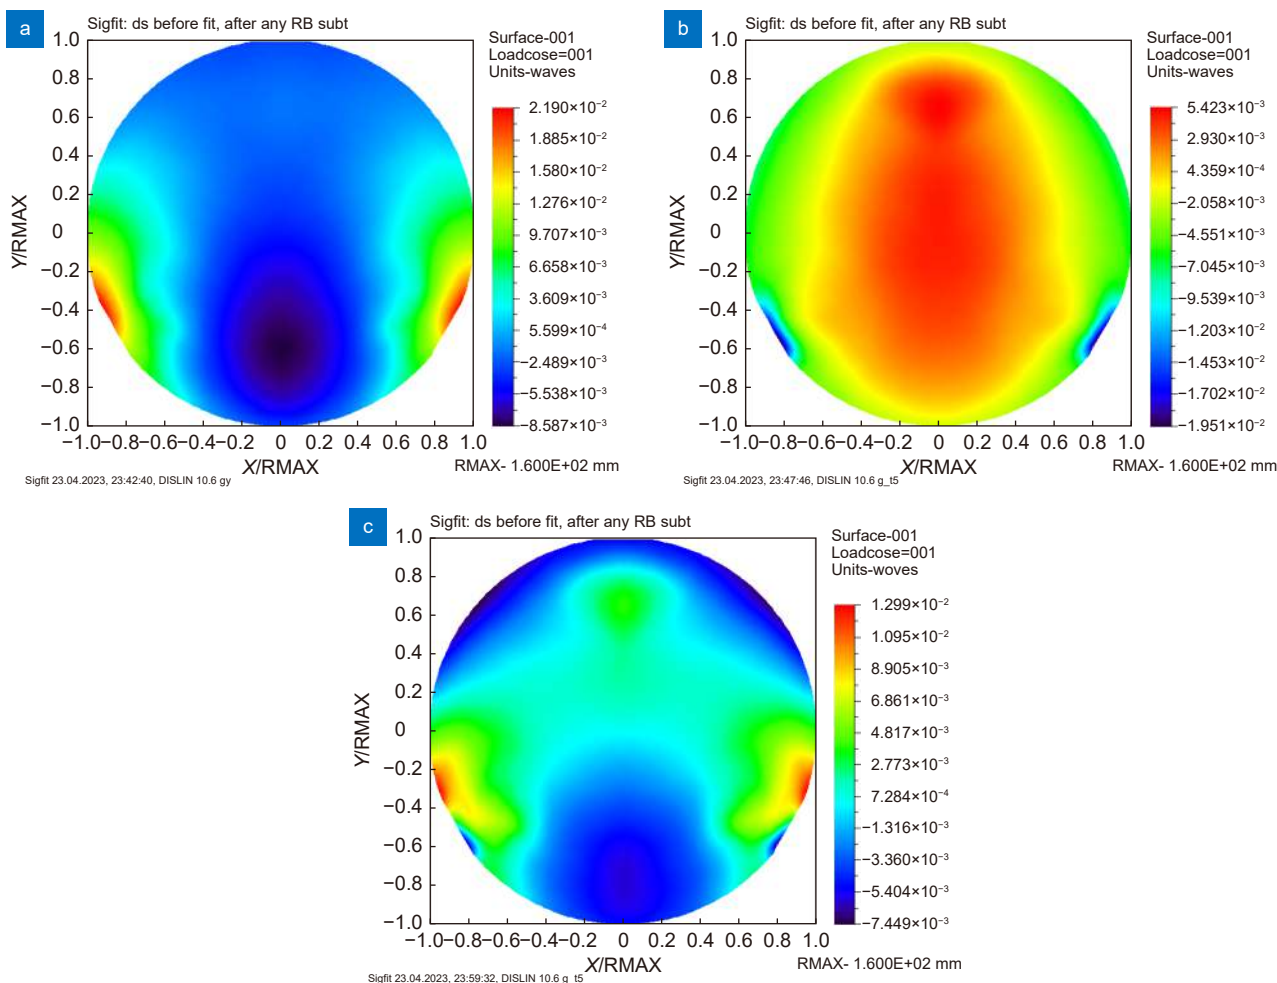 a
Sigfit: ds before fit, after any RB subt
Surface-001
Loadcose=001
Units-waves
1.0
0.8
0.6
0.4
0.2
0
−0.2
−0.4
−0.6
−0.8
−1.0
Y/RMAX
−1.0−0.8−0.6−0.4−0.2 0 0.2 0.4 0.6 0.8 1.0
X/RMAX
2.190×10⁻²
1.885×10⁻²
1.580×10⁻²
1.276×10⁻²
9.707×10⁻³
6.658×10⁻³
3.609×10⁻³
5.599×10⁻⁴
−2.489×10⁻³
−5.538×10⁻³
−8.587×10⁻³
RMAX- 1.600E+02 mm
Sigfit 23.04.2023, 23:42:40, DISLIN 10.6 gy
b
Sigfit: ds before fit, after any RB subt
Surface-001
Loadcose=001
Units-waves
1.0
0.8
0.6
0.4
0.2
0
−0.2
−0.4
−0.6
−0.8
−1.0
Y/RMAX
−1.0−0.8−0.6−0.4−0.2 0 0.2 0.4 0.6 0.8 1.0
X/RMAX
5.423×10⁻³
2.930×10⁻³
4.359×10⁻⁴
−2.058×10⁻³
−4.551×10⁻³
−7.045×10⁻³
−9.539×10⁻³
−1.203×10⁻²
−1.453×10⁻²
−1.702×10⁻²
−1.951×10⁻²
RMAX- 1.600E+02 mm
Sigfit 23.04.2023, 23:47:46, DISLIN 10.6 g_t5
c
Sigfit: ds before fit, after any RB subt
Surface-001
Loadcose=001
Units-woves
1.0
0.8
0.6
0.4
0.2
0
−0.2
−0.4
−0.6
−0.8
−1.0
Y/RMAX
−1.0−0.8−0.6−0.4−0.2 0 0.2 0.4 0.6 0.8 1.0
X/RMAX
1.299×10⁻²
1.095×10⁻²
8.905×10⁻³
6.861×10⁻³
4.817×10⁻³
2.773×10⁻³
7.284×10⁻⁴
−1.316×10⁻³
−3.360×10⁻³
−5.404×10⁻³
−7.449×10⁻³
RMAX- 1.600E+02 mm
Sigfit 23.04.2023, 23:59:32, DISLIN 10.6 g_t5